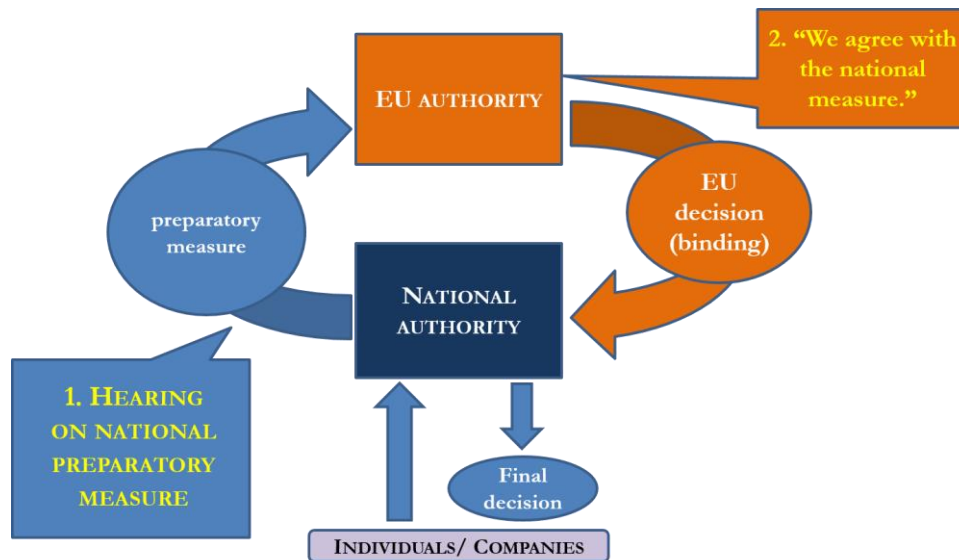 EU AUTHORITY
2. “We agree with
the national
measure.”
preparatory
measure
EU
decision
(binding)
NATIONAL
AUTHORITY
1. HEARING
ON NATIONAL
PREPARATORY
MEASURE
Final
decision
INDIVIDUALS/ COMPANIES